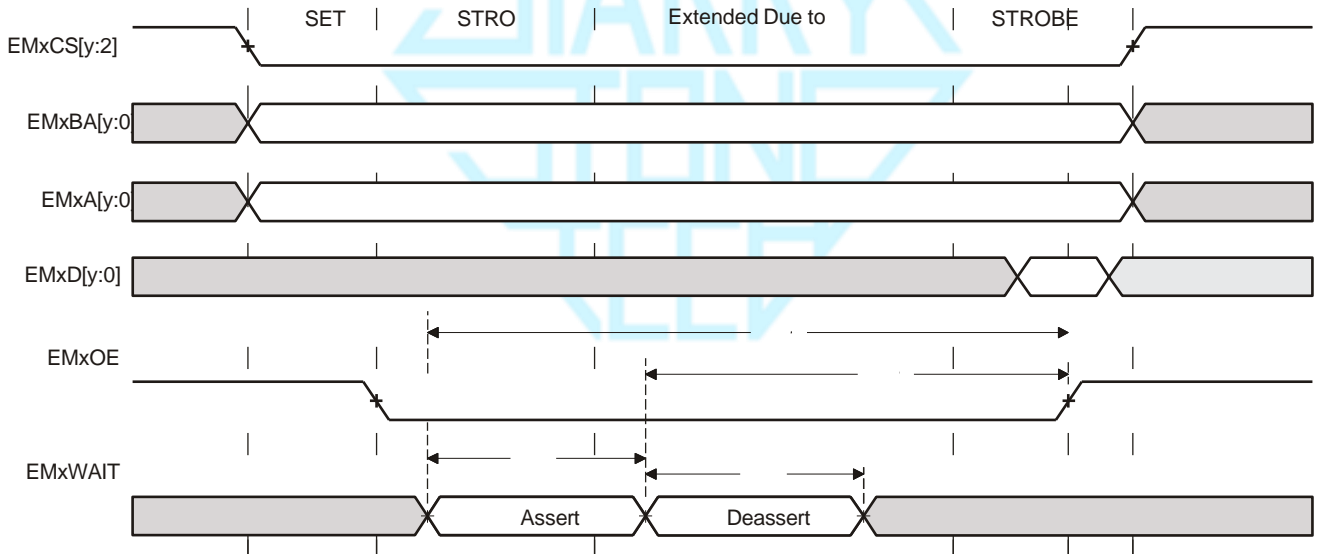 SET STRO Extended Due to STROBE
EMxCS[y:2]
EMxBA[y:0
EMxA[y:0
EMxD[y:0]
EMxOE
EMxWAIT
Assert Deassert